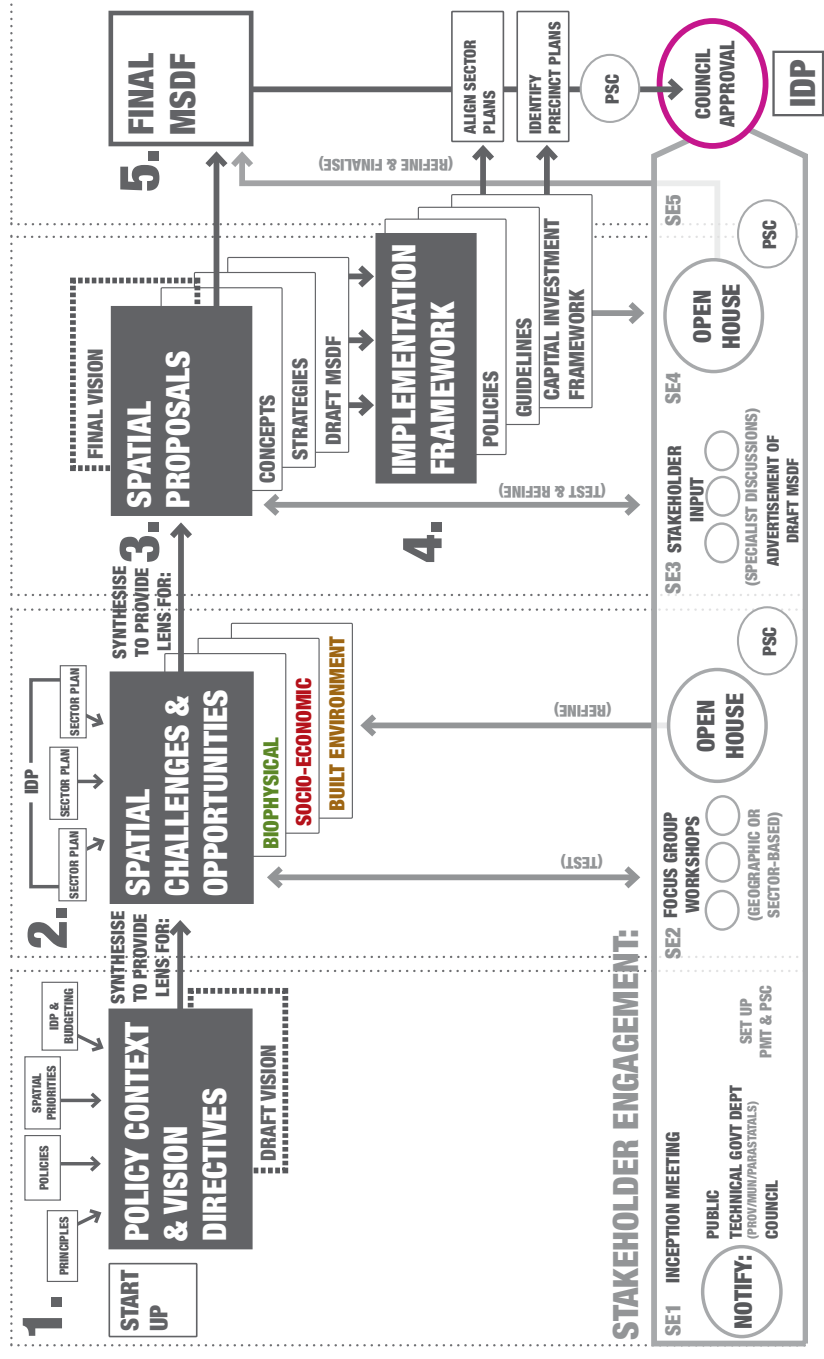 1.
START
UP
PRINCIPLES
POLICIES
SPATIAL
PRIORITIES
IDP &
BUDGETING
POLICY CONTEXT
& VISION
DIRECTIVES
DRAFT VISION
SYNTHESISE
TO PROVIDE
LENS FOR:
2.
IDP
SECTOR PLAN
SECTOR PLAN
SECTOR PLAN
SPATIAL
CHALLENGES &
OPPORTUNITIES
BIOPHYSICAL
SOCIO-ECONOMIC
BUILT ENVIRONMENT
(TEST)
(REFINE)
SYNTHESISE
TO PROVIDE
LENS FOR:
3.
FINAL VISION
SPATIAL
PROPOSALS
CONCEPTS
STRATEGIES
DRAFT MSDF
4.
IMPLEMENTATION
FRAMEWORK
POLICIES
GUIDELINES
CAPITAL INVESTMENT
FRAMEWORK
(TEST & REFINE)
5.
FINAL
MSDF
(REFINE & FINALISE)
ALIGN SECTOR
PLANS
IDENTIFY
PRECINCT PLANS
PSC
COUNCIL
APPROVAL
IDP
STAKEHOLDER ENGAGEMENT:
SE1
INCEPTION MEETING
NOTIFY:
PUBLIC
TECHNICAL GOVT DEPT
(PROV/MUN/PARASTATALS)
COUNCIL
SET UP
PMT & PSC
SE2
FOCUS GROUP
WORKSHOPS
(GEOGRAPHIC OR
SECTOR-BASED)
OPEN
HOUSE
PSC
SE3
STAKEHOLDER
INPUT
(SPECIALIST DISCUSSIONS)
ADVERTISEMENT OF
DRAFT MSDF
SE4
OPEN
HOUSE
PSC
SE5